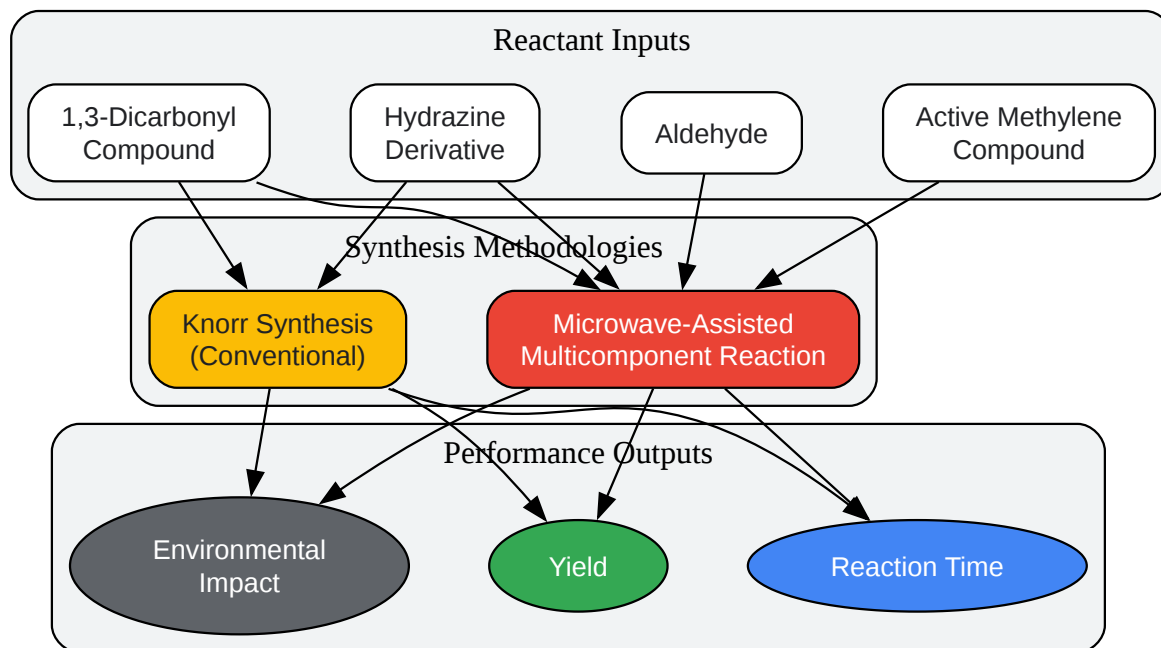 Reactant Inputs
1,3-Dicarbonyl
Compound
Hydrazine
Derivative
Aldehyde
Active Methylene
Compound
Synthesis Methodologies
Knorr Synthesis
(Conventional)
Microwave-Assisted
Multicomponent Reaction
Performance Outputs
Environmental
Impact
Yield
Reaction Time